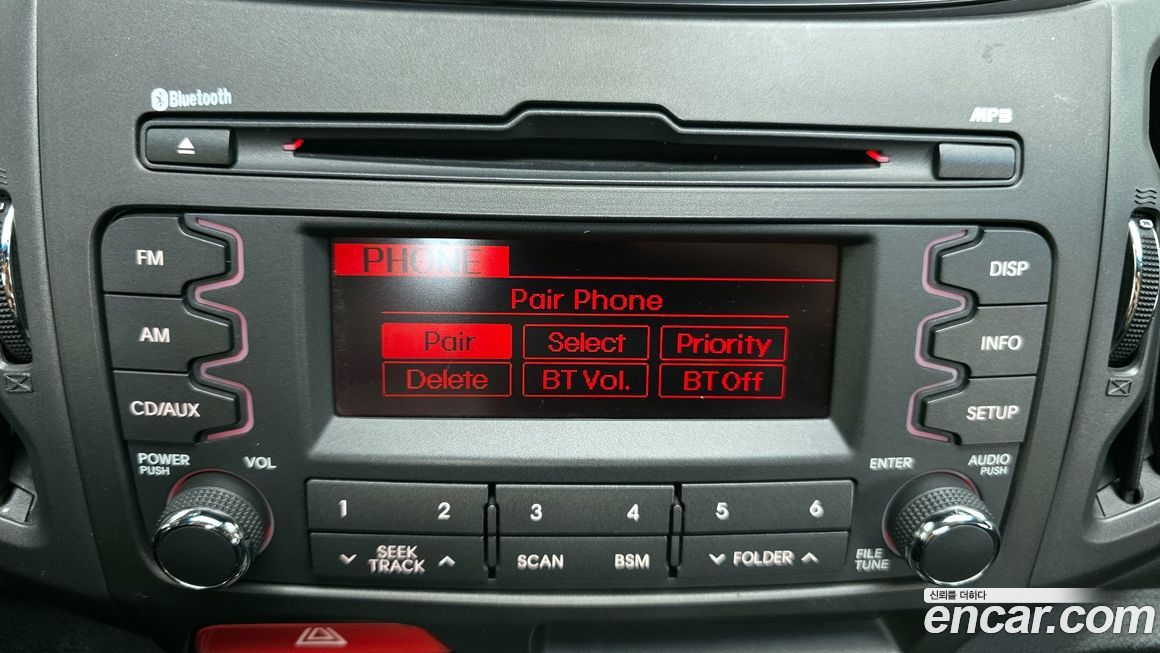 Bluetooth
MP3
FM
AM
CD/AUX
PHONE
Pair Phone
Pair Select Priority
Delete BT Vol. BT Off
DISP
INFO
SETUP
POWER
PUSH
VOL
ENTER
AUDIO
PUSH
1 2 3 4 5 6
SEEK
TRACK
SCAN
BSM
FOLDER
FILE
TUNE
신뢰를 더하다
encar.com